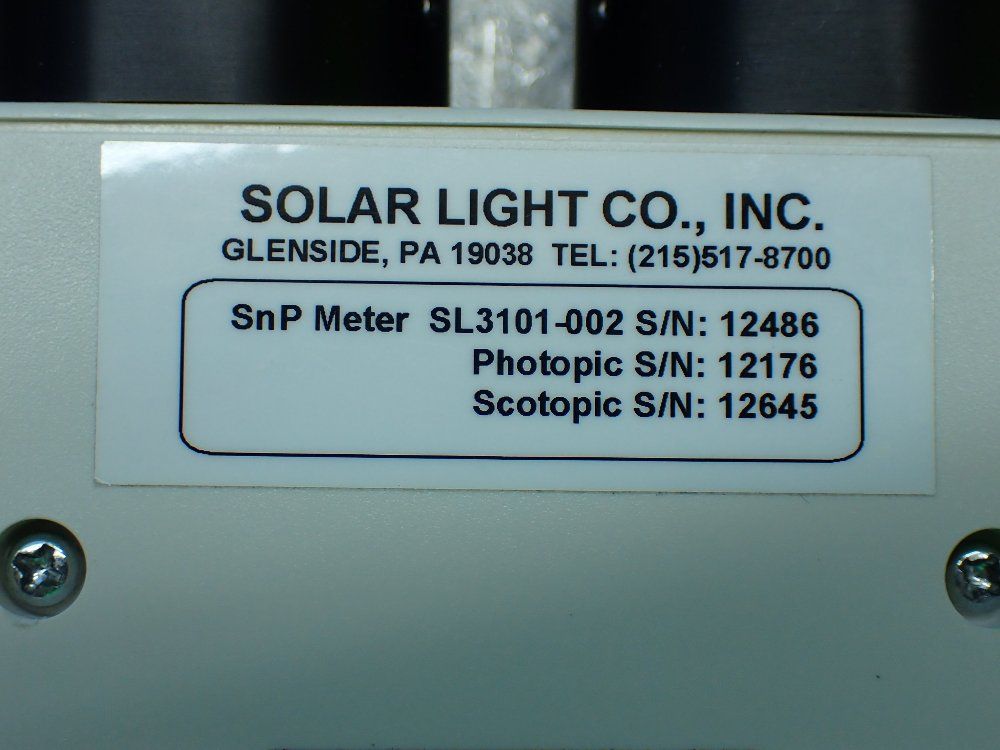 SOLAR LIGHT CO., INC.
GLENSIDE, PA 19038 TEL: (215)517-8700
SnP Meter SL3101-002 S/N: 12486
Photopic S/N: 12176
Scotopic S/N: 12645